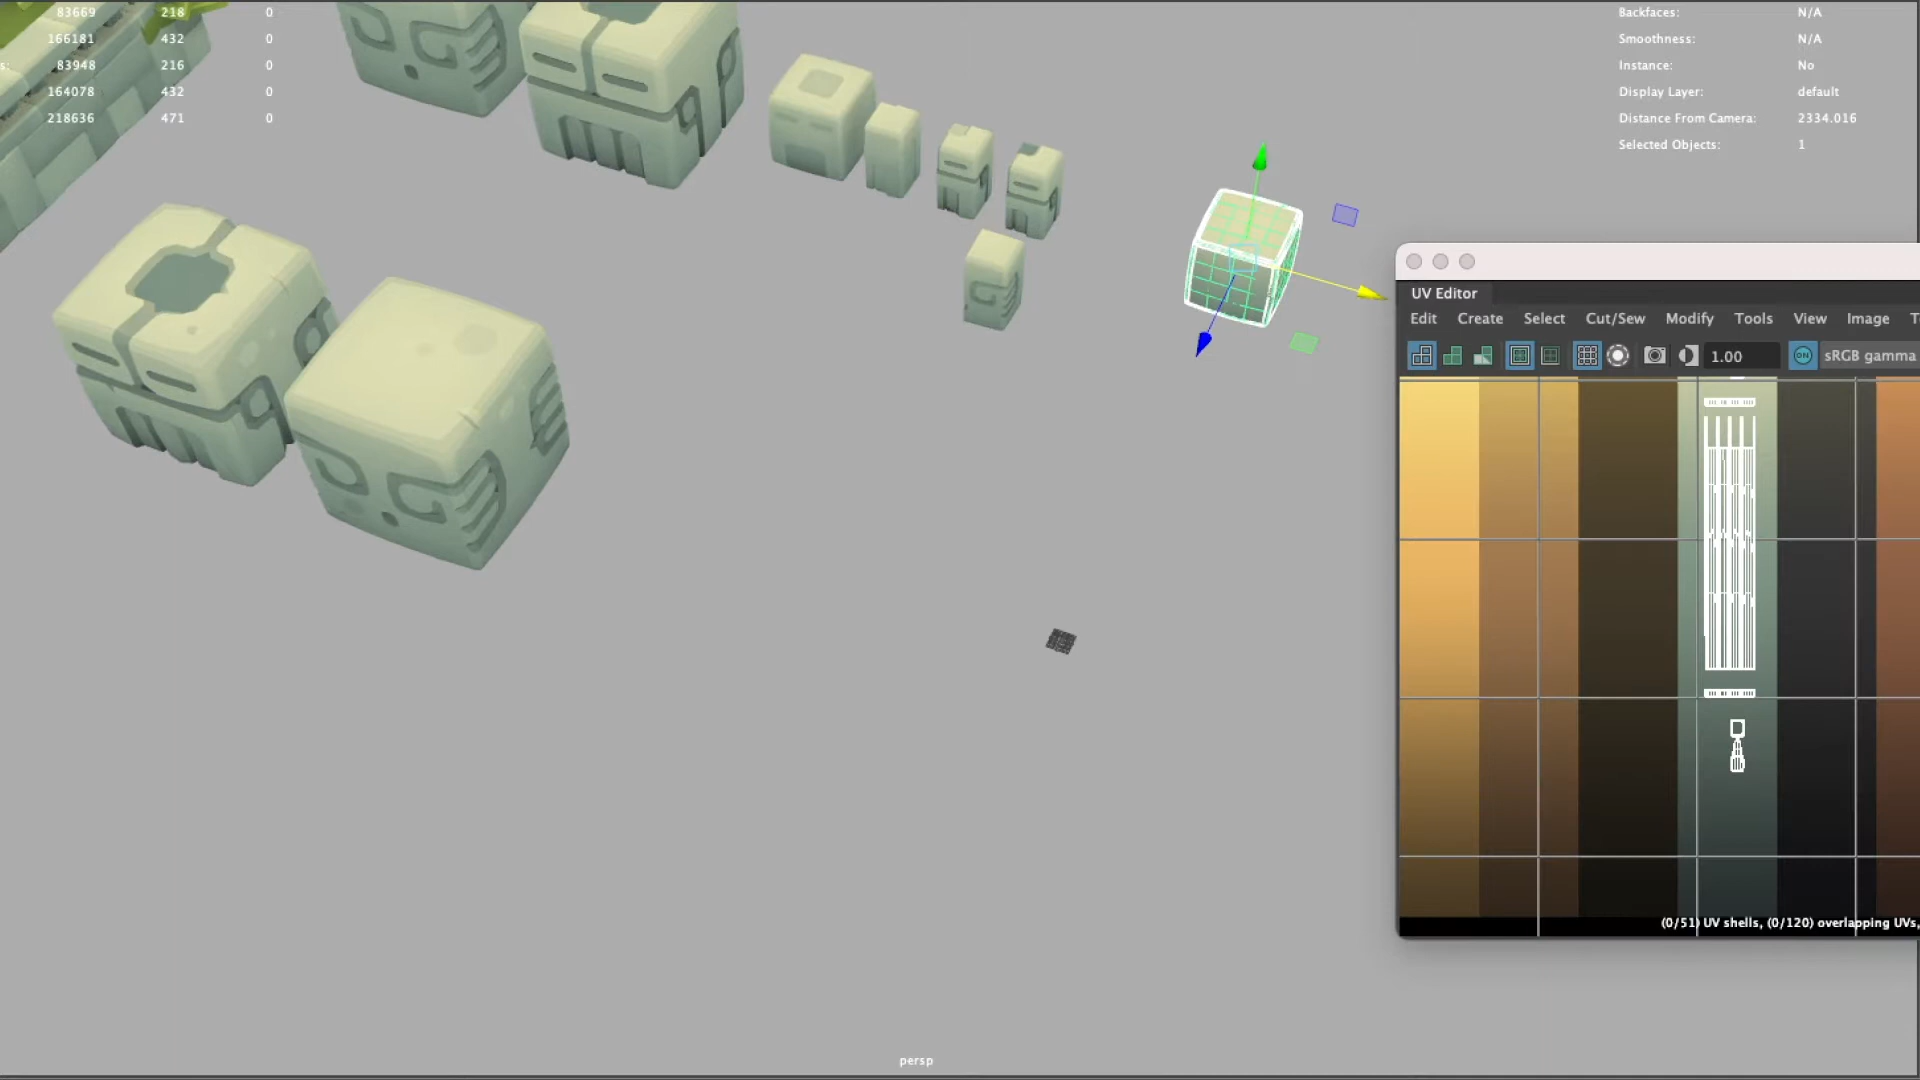 83669 218 0
166181 432 0
s: 83948 216 0
164078 432 0
218636 471 0
Backfaces: N/A
Smoothness: N/A
Instance: No
Display Layer: default
Distance From Camera: 2334.016
Selected Objects: 1
UV Editor
Edit Create Select Cut/Sew Modify Tools View Image T
1.00 ON sRGB gamma
(0/51) UV shells, (0/120) overlapping UVs,
persp